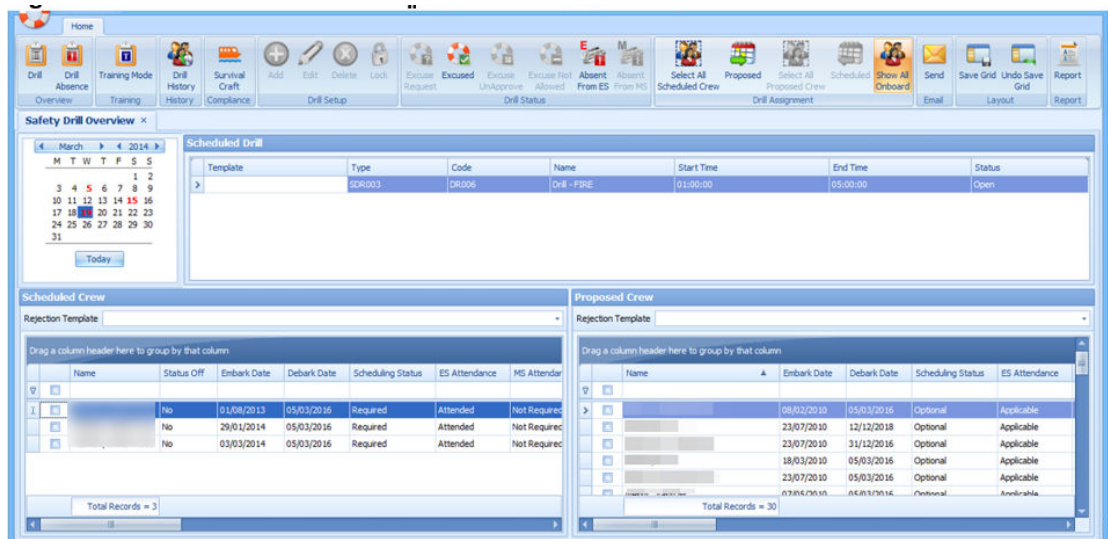 Home
Drill
Drill Absence
Training Mode
Drill History
Survival Craft
Add
Edit
Delete
Lock
Excuse Request
Excused
Excuse UnApprove
Excuse Not Allowed
E
Absent From ES
M
Absent From MS
Select All Scheduled Crew
Proposed
Select All Proposed Crew
Scheduled
Show All Onboard
Send
Save Grid
Undo Save Grid
Report
Overview
Training
History
Compliance
Drill Setup
Drill Status
Drill Assignment
Email
Layout
Report
Safety Drill Overview ×
March 2014
M T W T F S S
1 2
3 4 5 6 7 8 9
10 11 12 13 14 15 16
17 18 19 20 21 22 23
24 25 26 27 28 29 30
31
Today
Scheduled Drill
Template Type Code Name Start Time End Time Status
SDR003 DR006 Drill - FIRE 01:00:00 05:00:00 Open
Scheduled Crew
Rejection Template
Drag a column header here to group by that column
Name Status Off Embark Date Debark Date Scheduling Status ES Attendance MS Attendar
No 01/08/2013 05/03/2016 Required Attended Not Required
No 29/01/2014 05/03/2016 Required Attended Not Required
No 03/03/2014 05/03/2016 Required Attended Not Required
Total Records = 3
Proposed Crew
Rejection Template
Drag a column header here to group by that column
Name Embark Date Debark Date Scheduling Status ES Attendance
08/02/2010 05/03/2016 Optional Applicable
23/07/2010 12/12/2018 Optional Applicable
23/07/2010 31/12/2016 Optional Applicable
18/03/2010 05/03/2016 Optional Applicable
23/07/2010 05/03/2016 Optional Applicable
07/05/2010 05/03/2016 Optional Applicable
Total Records = 30